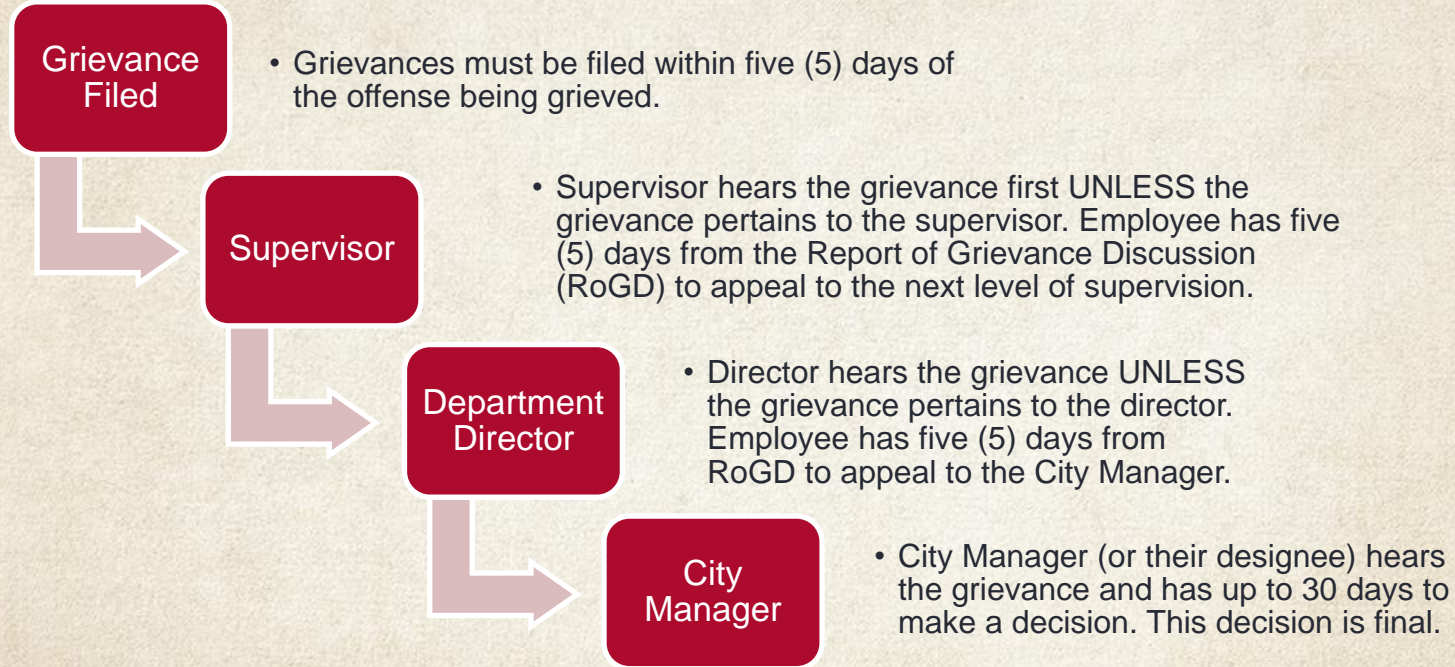 Grievance
Filed
• Grievances must be filed within five (5) days of
the offense being grieved.
Supervisor
• Supervisor hears the grievance first UNLESS the
grievance pertains to the supervisor. Employee has five
(5) days from the Report of Grievance Discussion
(RoGD) to appeal to the next level of supervision.
Department
Director
• Director hears the grievance UNLESS
the grievance pertains to the director.
Employee has five (5) days from
RoGD to appeal to the City Manager.
City
Manager
• City Manager (or their designee) hears
the grievance and has up to 30 days to
make a decision. This decision is final.